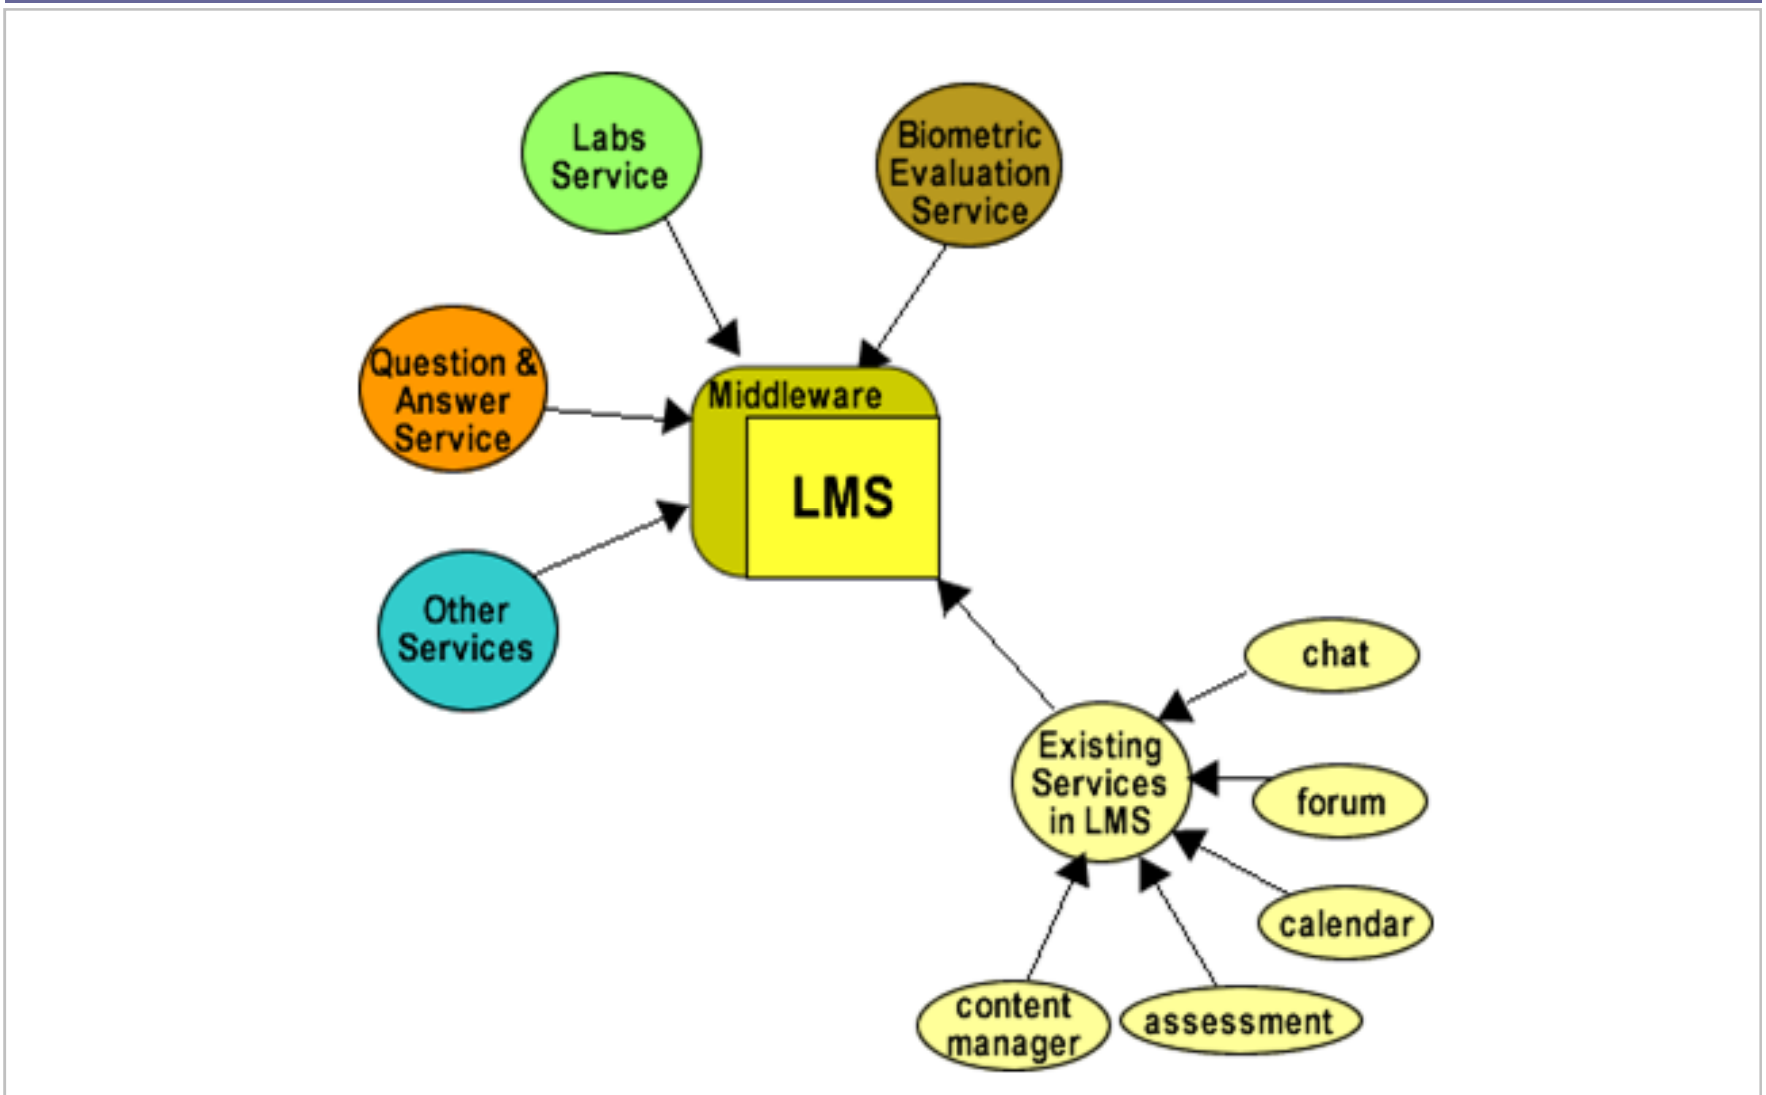 Labs
Service
Biometric
Evaluation
Service
Question &
Answer
Service
Middleware
LMS
Other
Services
chat
Existing
Services
in LMS
forum
calendar
content
manager
assessment